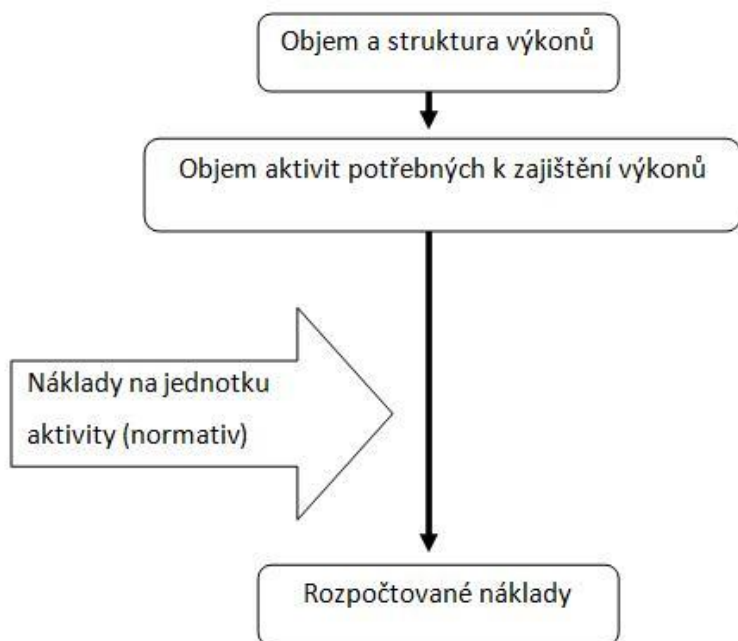 Objem a struktura výkonů
Objem aktivit potřebných k zajištění výkonů
Náklady na jednotku
aktivity (normativ)
Rozpočtované náklady